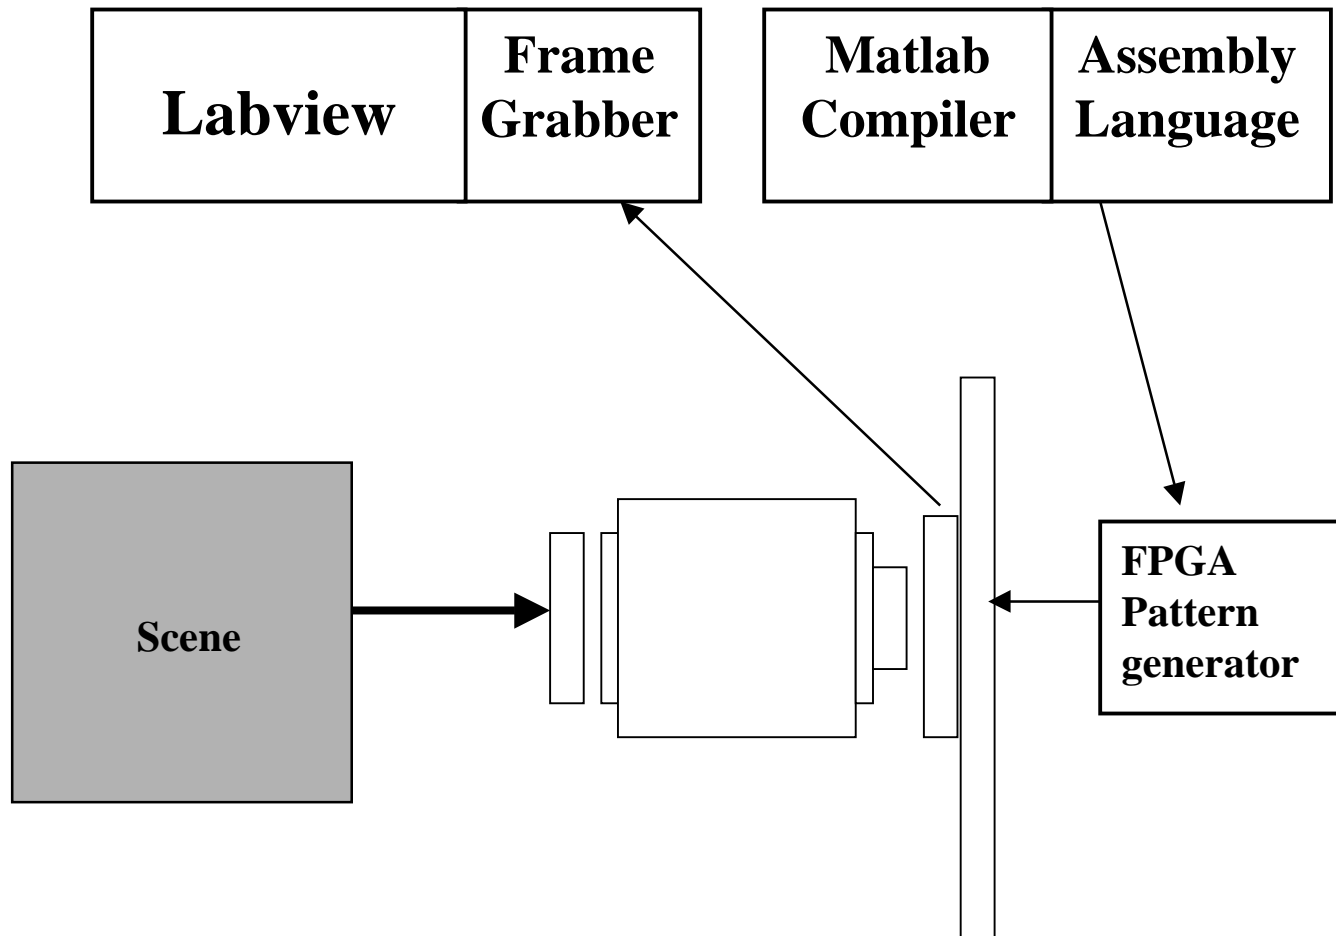 Labview
Frame
Grabber
Matlab
Compiler
Assembly
Language
Scene
FPGA
Pattern
generator